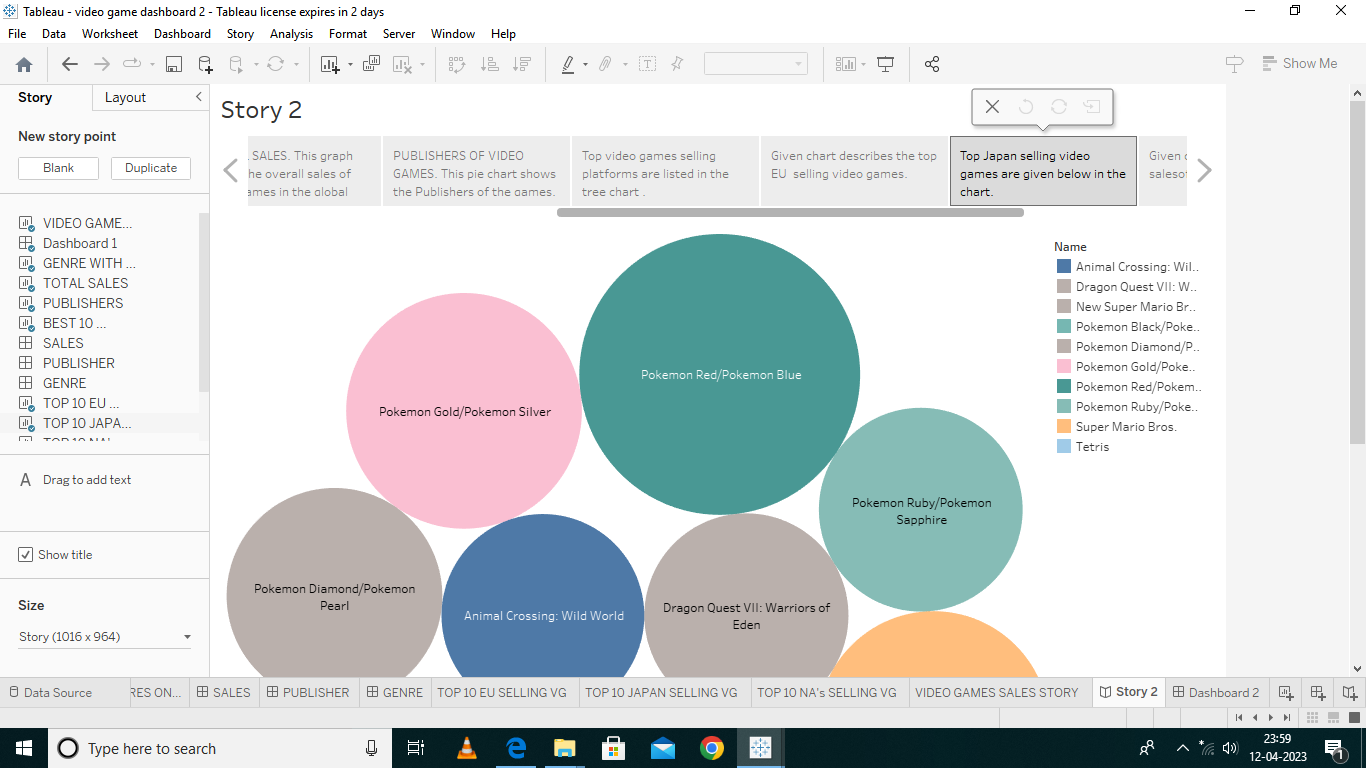 Tableau - video game dashboard 2 - Tableau license expires in 2 days
File Data Worksheet Dashboard Story Analysis Format Server Window Help
Show Me
Story Layout
New story point
Blank Duplicate
VIDEO GAME...
Dashboard 1
GENRE WITH ...
TOTAL SALES
PUBLISHERS
BEST 10 ...
SALES
PUBLISHER
GENRE
TOP 10 EU ...
TOP 10 JAPA...
A Drag to add text
Show title
Size
Story (1016 x 964)
Story 2
. SALES. This graph
he overall sales of
ames in the global
PUBLISHERS OF VIDEO
GAMES. This pie chart shows
the Publishers of the games.
Top video games selling
platforms are listed in the
tree chart .
Given chart describes the top
EU  selling video games.
Top Japan selling video
games are given below in the
chart.
Given
saleso
Pokemon Red/Pokemon Blue
Pokemon Gold/Pokemon Silver
Pokemon Ruby/Pokemon
Sapphire
Pokemon Diamond/Pokemon
Pearl
Animal Crossing: Wild World
Dragon Quest VII: Warriors of
Eden
Name
Animal Crossing: Wil..
Dragon Quest VII: W..
New Super Mario Br..
Pokemon Black/Poke..
Pokemon Diamond/P..
Pokemon Gold/Poke..
Pokemon Red/Pokem..
Pokemon Ruby/Poke..
Super Mario Bros.
Tetris
Data Source RES ON... SALES PUBLISHER GENRE TOP 10 EU SELLING VG TOP 10 JAPAN SELLING VG TOP 10 NA's SELLING VG VIDEO GAMES SALES STORY Story 2 Dashboard 2
Type here to search
23:59
12-04-2023
1